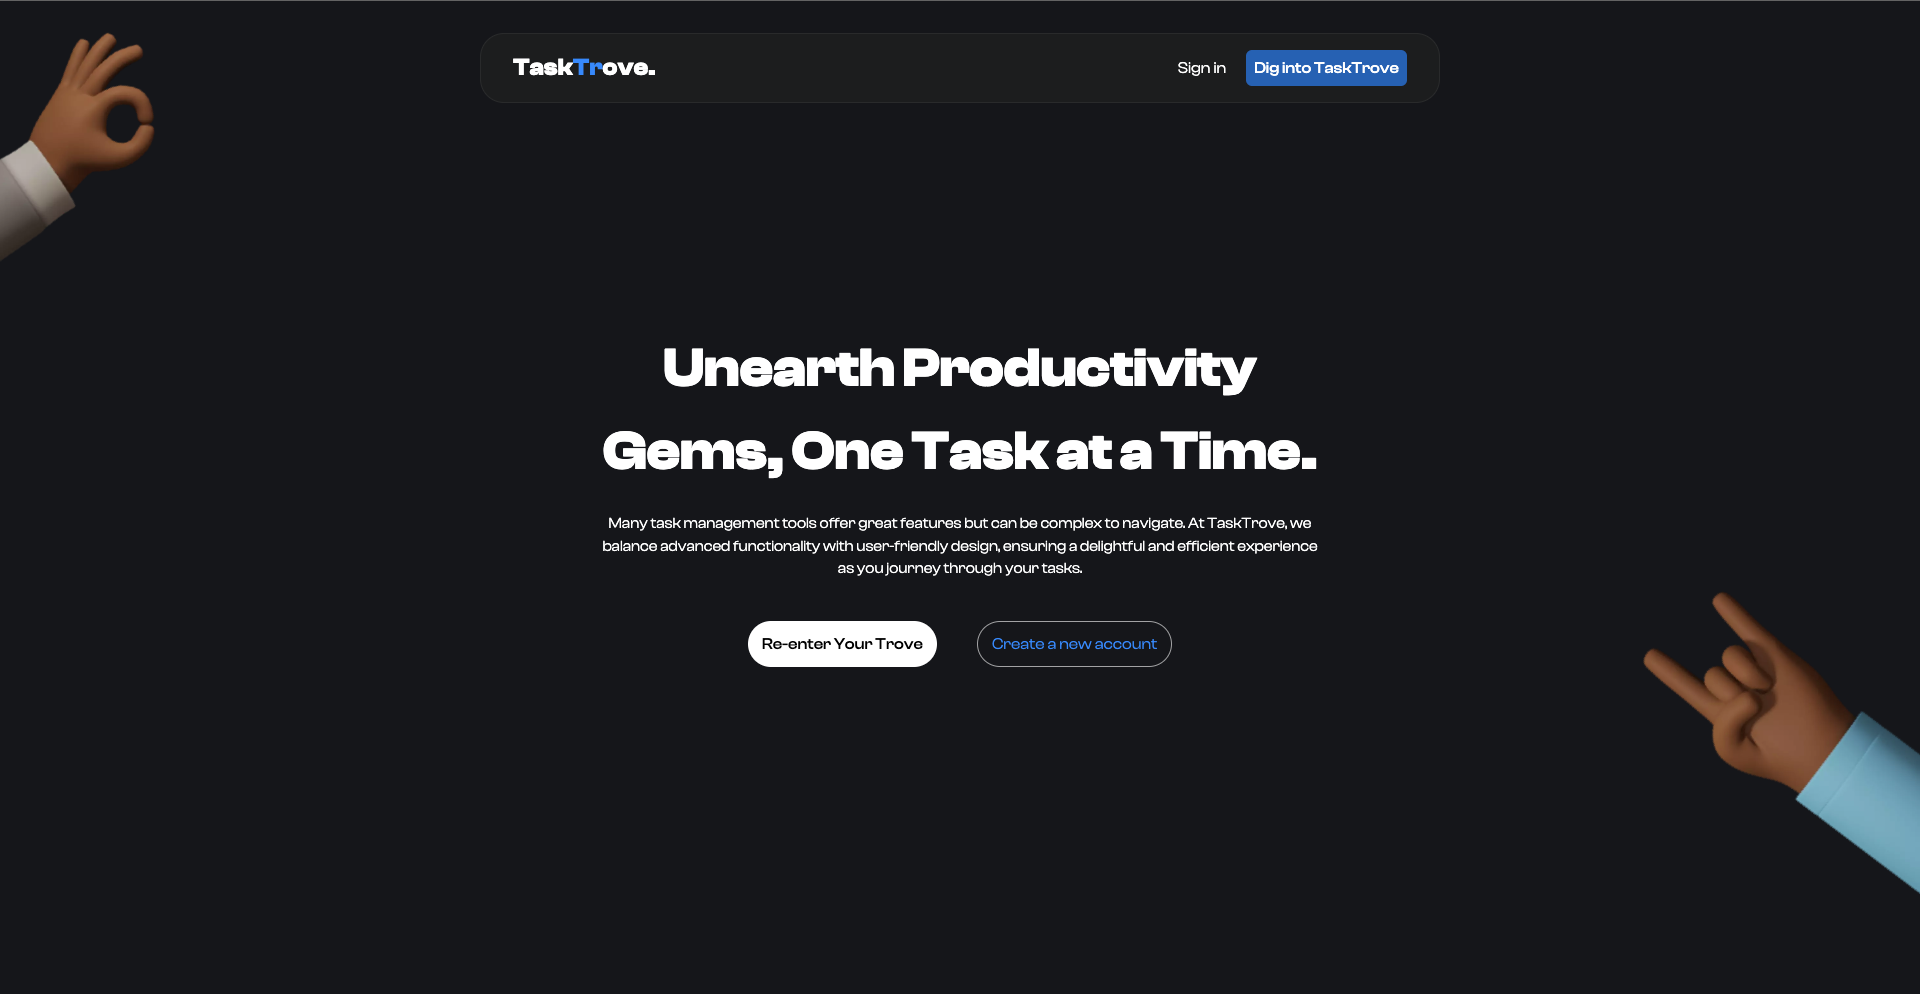 TaskTrove.
Sign in
Dig into TaskTrove
Unearth Productivity
Gems, One Task at a Time.
Many task management tools offer great features but can be complex to navigate. At TaskTrove, we
balance advanced functionality with user-friendly design, ensuring a delightful and efficient experience
as you journey through your tasks.
Re-enter Your Trove
Create a new account